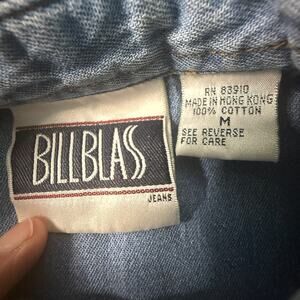 BILLBLASS
JEANS
RN 83910
MADE IN HONG KONG
100% COTTON
M
SEE REVERSE
FOR CARE